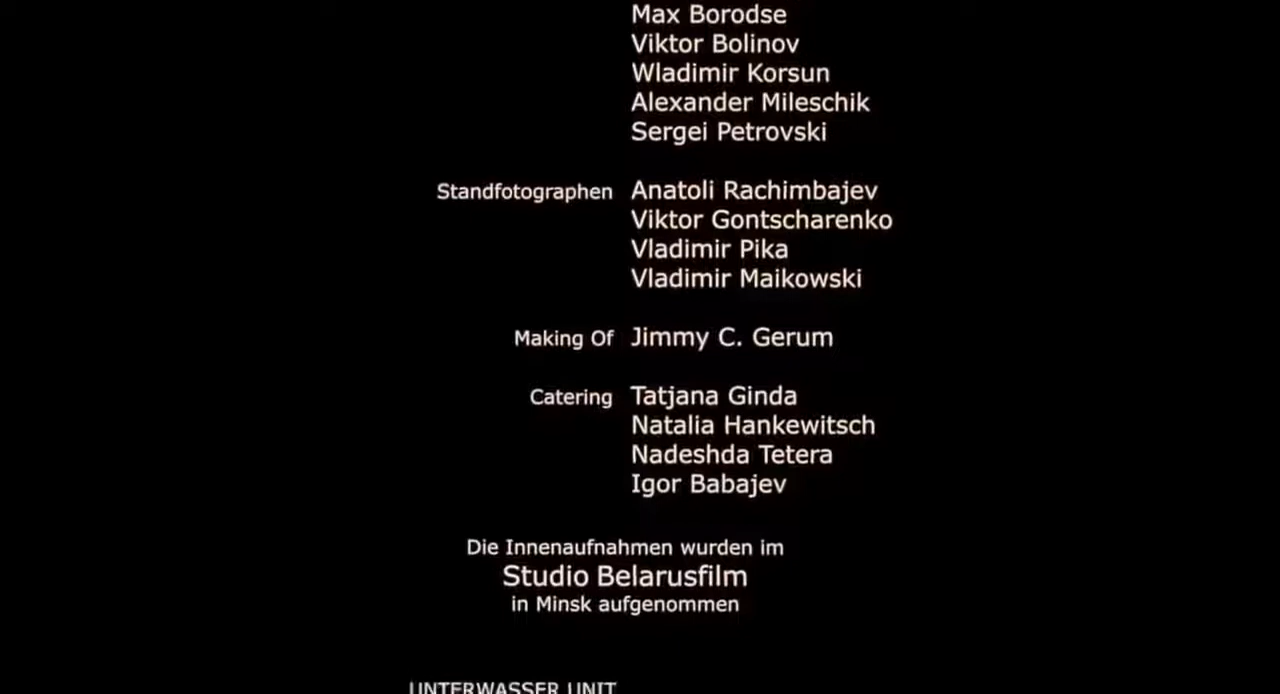 Max Borodse
Viktor Bolinov
Wladimir Korsun
Alexander Mileschik
Sergei Petrovski
Standfotographen Anatoli Rachimbajev
Viktor Gontscharenko
Vladimir Pika
Vladimir Maikowski
Making Of Jimmy C. Gerum
Catering Tatjana Ginda
Natalia Hankewitsch
Nadeshda Tetera
Igor Babajev
Die Innenaufnahmen wurden im
Studio Belarusfilm
in Minsk aufgenommen
UNTERWASSER UNIT